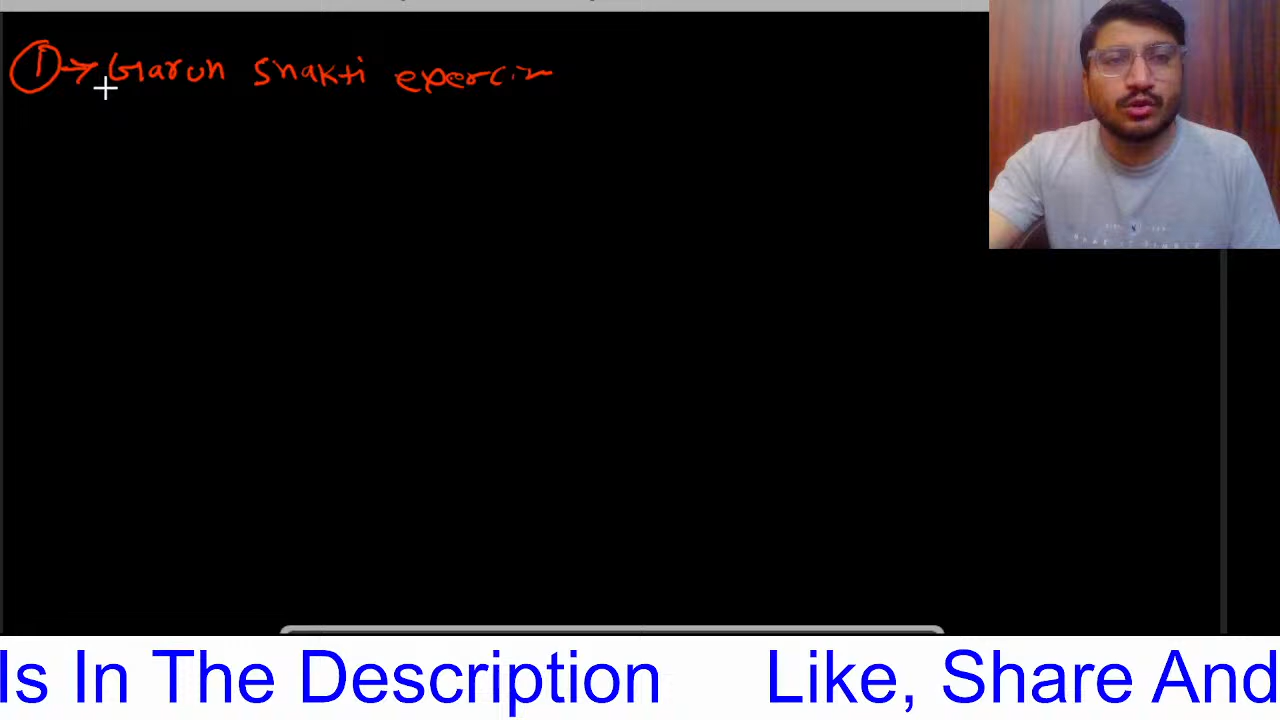 ① → Garun Shakti exercise
Is In The Description Like, Share And